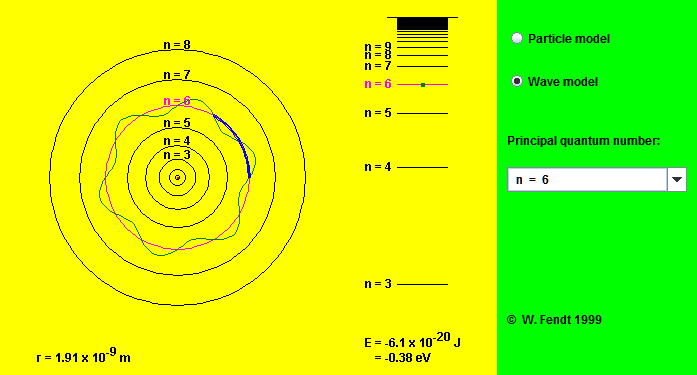 n = 8
n = 7
n = 6
n = 5
n = 4
n = 3
r = 1.91 x 10⁻⁹ m
n = 9
n = 8
n = 7
n = 6
n = 5
n = 4
n = 3
E = -6.1 x 10⁻²⁰ J
= -0.38 eV
Particle model
Wave model
Principal quantum number:
n = 6
© W. Fendt 1999